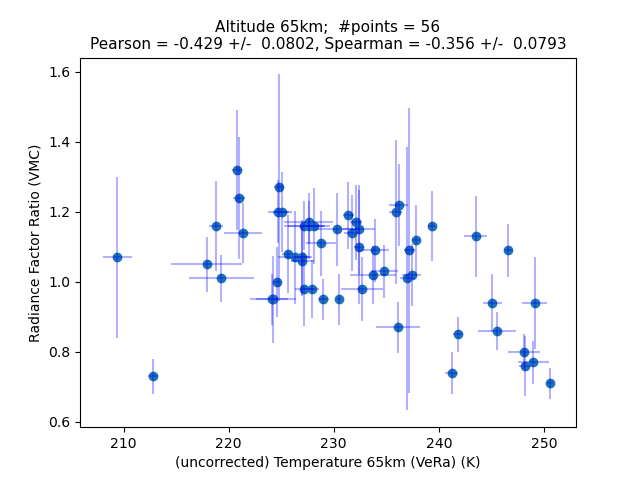 Altitude 65km;  #points = 56
Pearson = -0.429 +/-  0.0802, Spearman = -0.356 +/-  0.0793
Radiance Factor Ratio (VMC)
1.6
1.4
1.2
1.0
0.8
0.6
210 220 230 240 250
(uncorrected) Temperature 65km (VeRa) (K)